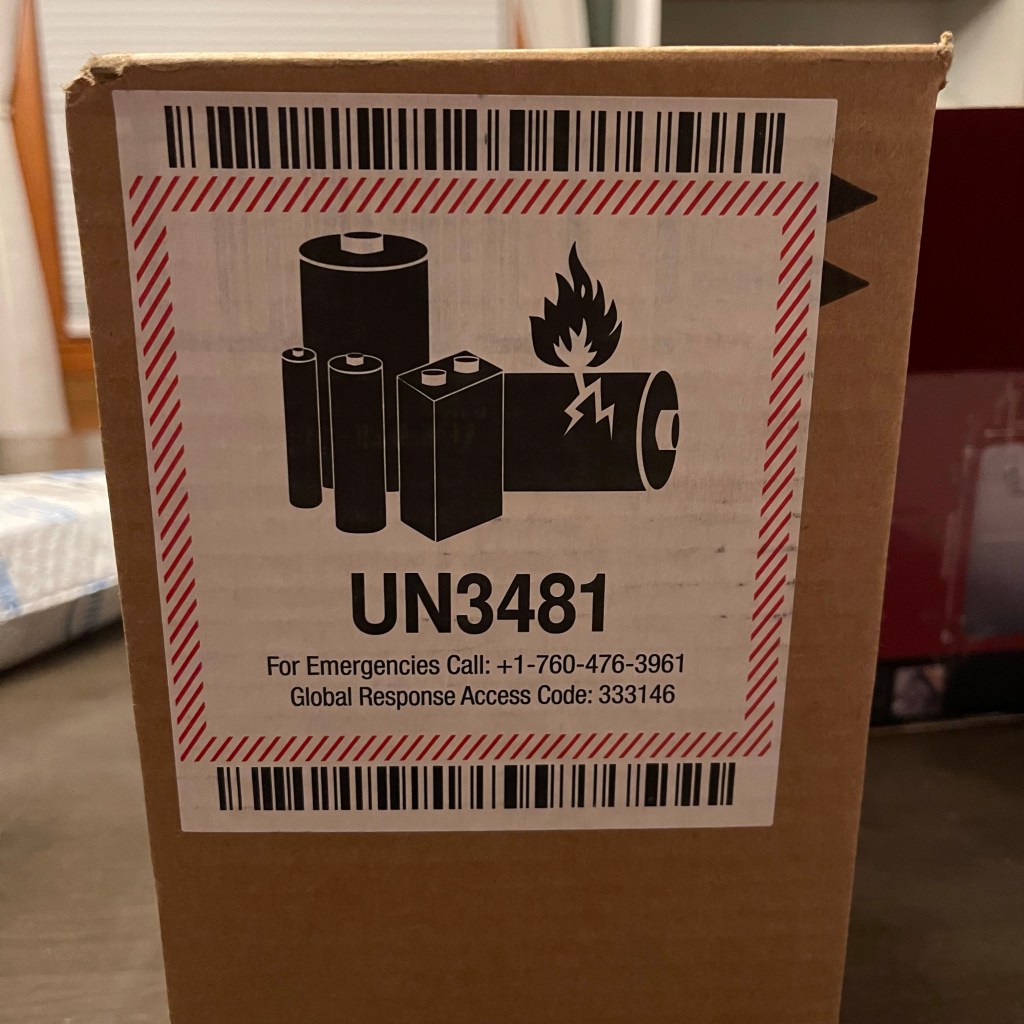 UN3481
For Emergencies Call: +1-760-476-3961
Global Response Access Code: 333146